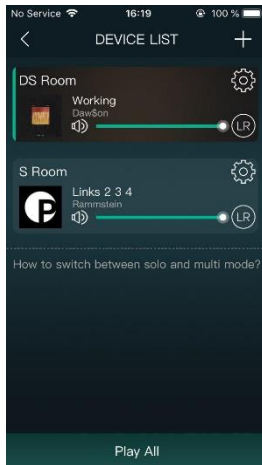 No Service 16:19 100 %
DEVICE LIST
DS Room
Working
Daw$on
LR
S Room
Links 2 3 4
Rammstein
LR
How to switch between solo and multi mode?
Play All